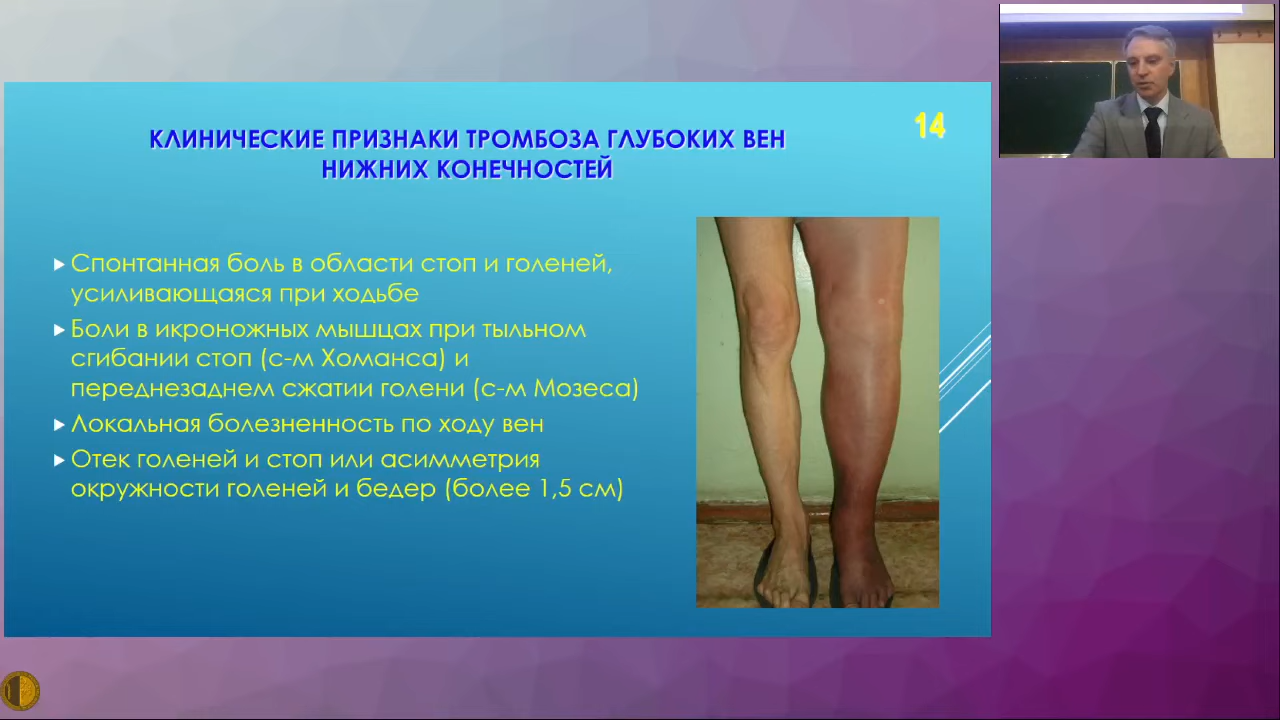 14
КЛИНИЧЕСКИЕ ПРИЗНАКИ ТРОМБОЗА ГЛУБОКИХ ВЕН
НИЖНИХ КОНЕЧНОСТЕЙ
Спонтанная боль в области стоп и голеней,
усиливающаяся при ходьбе
Боли в икроножных мышцах при тыльном
сгибании стоп (с-м Хоманса) и
переднезаднем сжатии голени (с-м Мозеса)
Локальная болезненность по ходу вен
Отек голеней и стоп или асимметрия
окружности голеней и бедер (более 1,5 см)